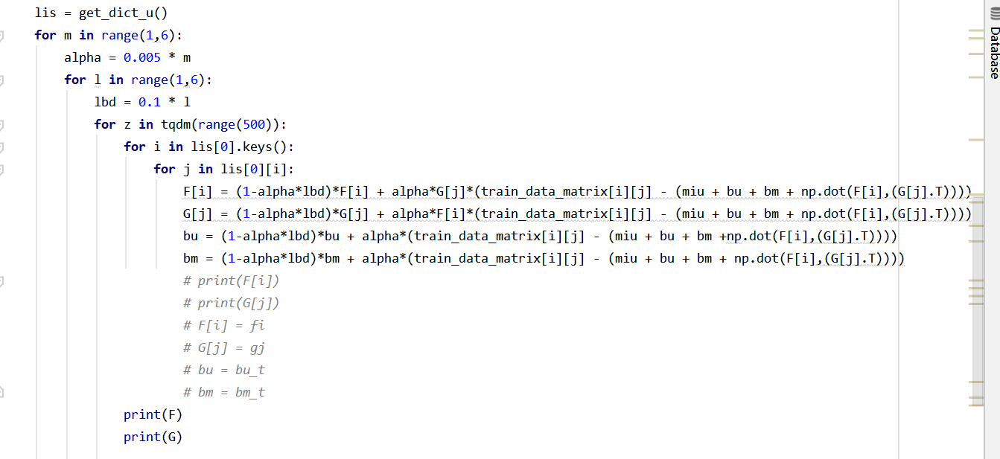 lis = get_dict_u()
for m in range(1,6):
    alpha = 0.005 * m
    for l in range(1,6):
        lbd = 0.1 * l
        for z in tqdm(range(500)):
            for i in lis[0].keys():
                for j in lis[0][i]:
                    F[i] = (1-alpha*lbd)*F[i] + alpha*G[j]*(train_data_matrix[i][j] - (miu + bu + bm + np.dot(F[i],(G[j].T))))
                    G[j] = (1-alpha*lbd)*G[j] + alpha*F[i]*(train_data_matrix[i][j] - (miu + bu + bm + np.dot(F[i],(G[j].T))))
                    bu = (1-alpha*lbd)*bu + alpha*(train_data_matrix[i][j] - (miu + bu + bm +np.dot(F[i],(G[j].T))))
                    bm = (1-alpha*lbd)*bm + alpha*(train_data_matrix[i][j] - (miu + bu + bm + np.dot(F[i],(G[j].T))))
                    # print(F[i])
                    # print(G[j])
                    # F[i] = fi
                    # G[j] = gj
                    # bu = bu_t
                    # bm = bm_t
            print(F)
            print(G)
Database